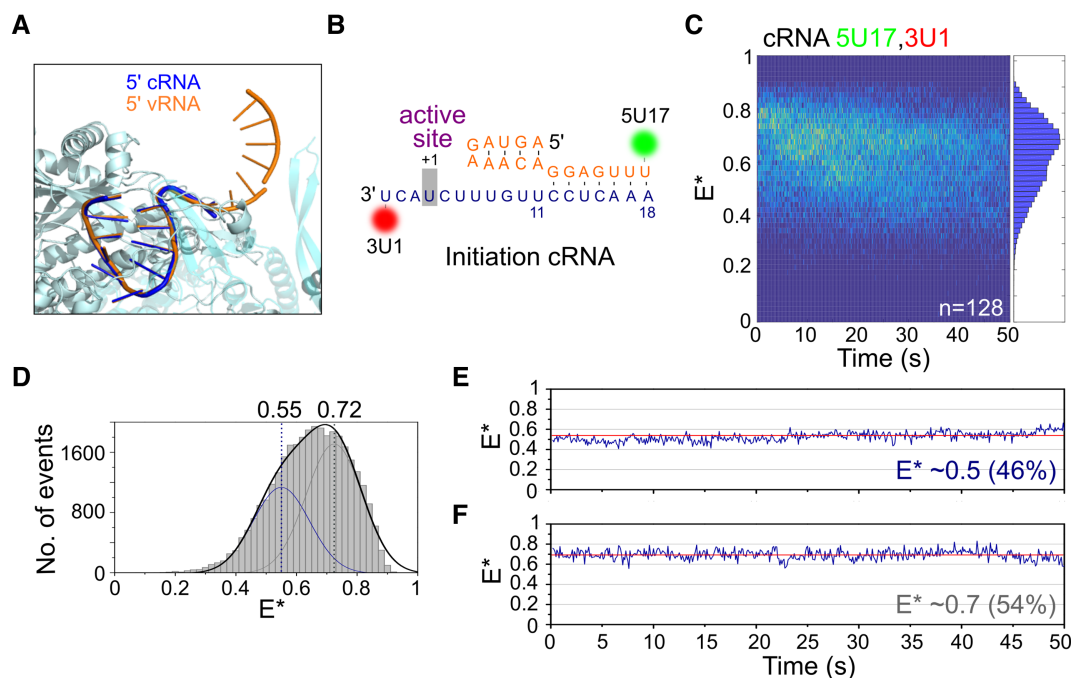 A
5' cRNA
5' vRNA
B
active
site
+1
G A U G A 5'
A A A C A
5U17
G G A G U U U
3' U C A U C U U U G U U C C U C A A A
11
18
3U1
Initiation cRNA
C
cRNA 5U17,3U1
E*
1
0.8
0.6
0.4
0.2
0
n=128
0 10 20 30 40 50
Time (s)
D
0.55 0.72
No. of events
1600
800
0
0 0.2 0.4 0.6 0.8 1
E*
E
E*
1
0.8
0.6
0.4
0.2
0
E* ~0.5 (46%)
F
E*
1
0.8
0.6
0.4
0.2
0
E* ~0.7 (54%)
0 5 10 15 20 25 30 35 40 45 50
Time (s)